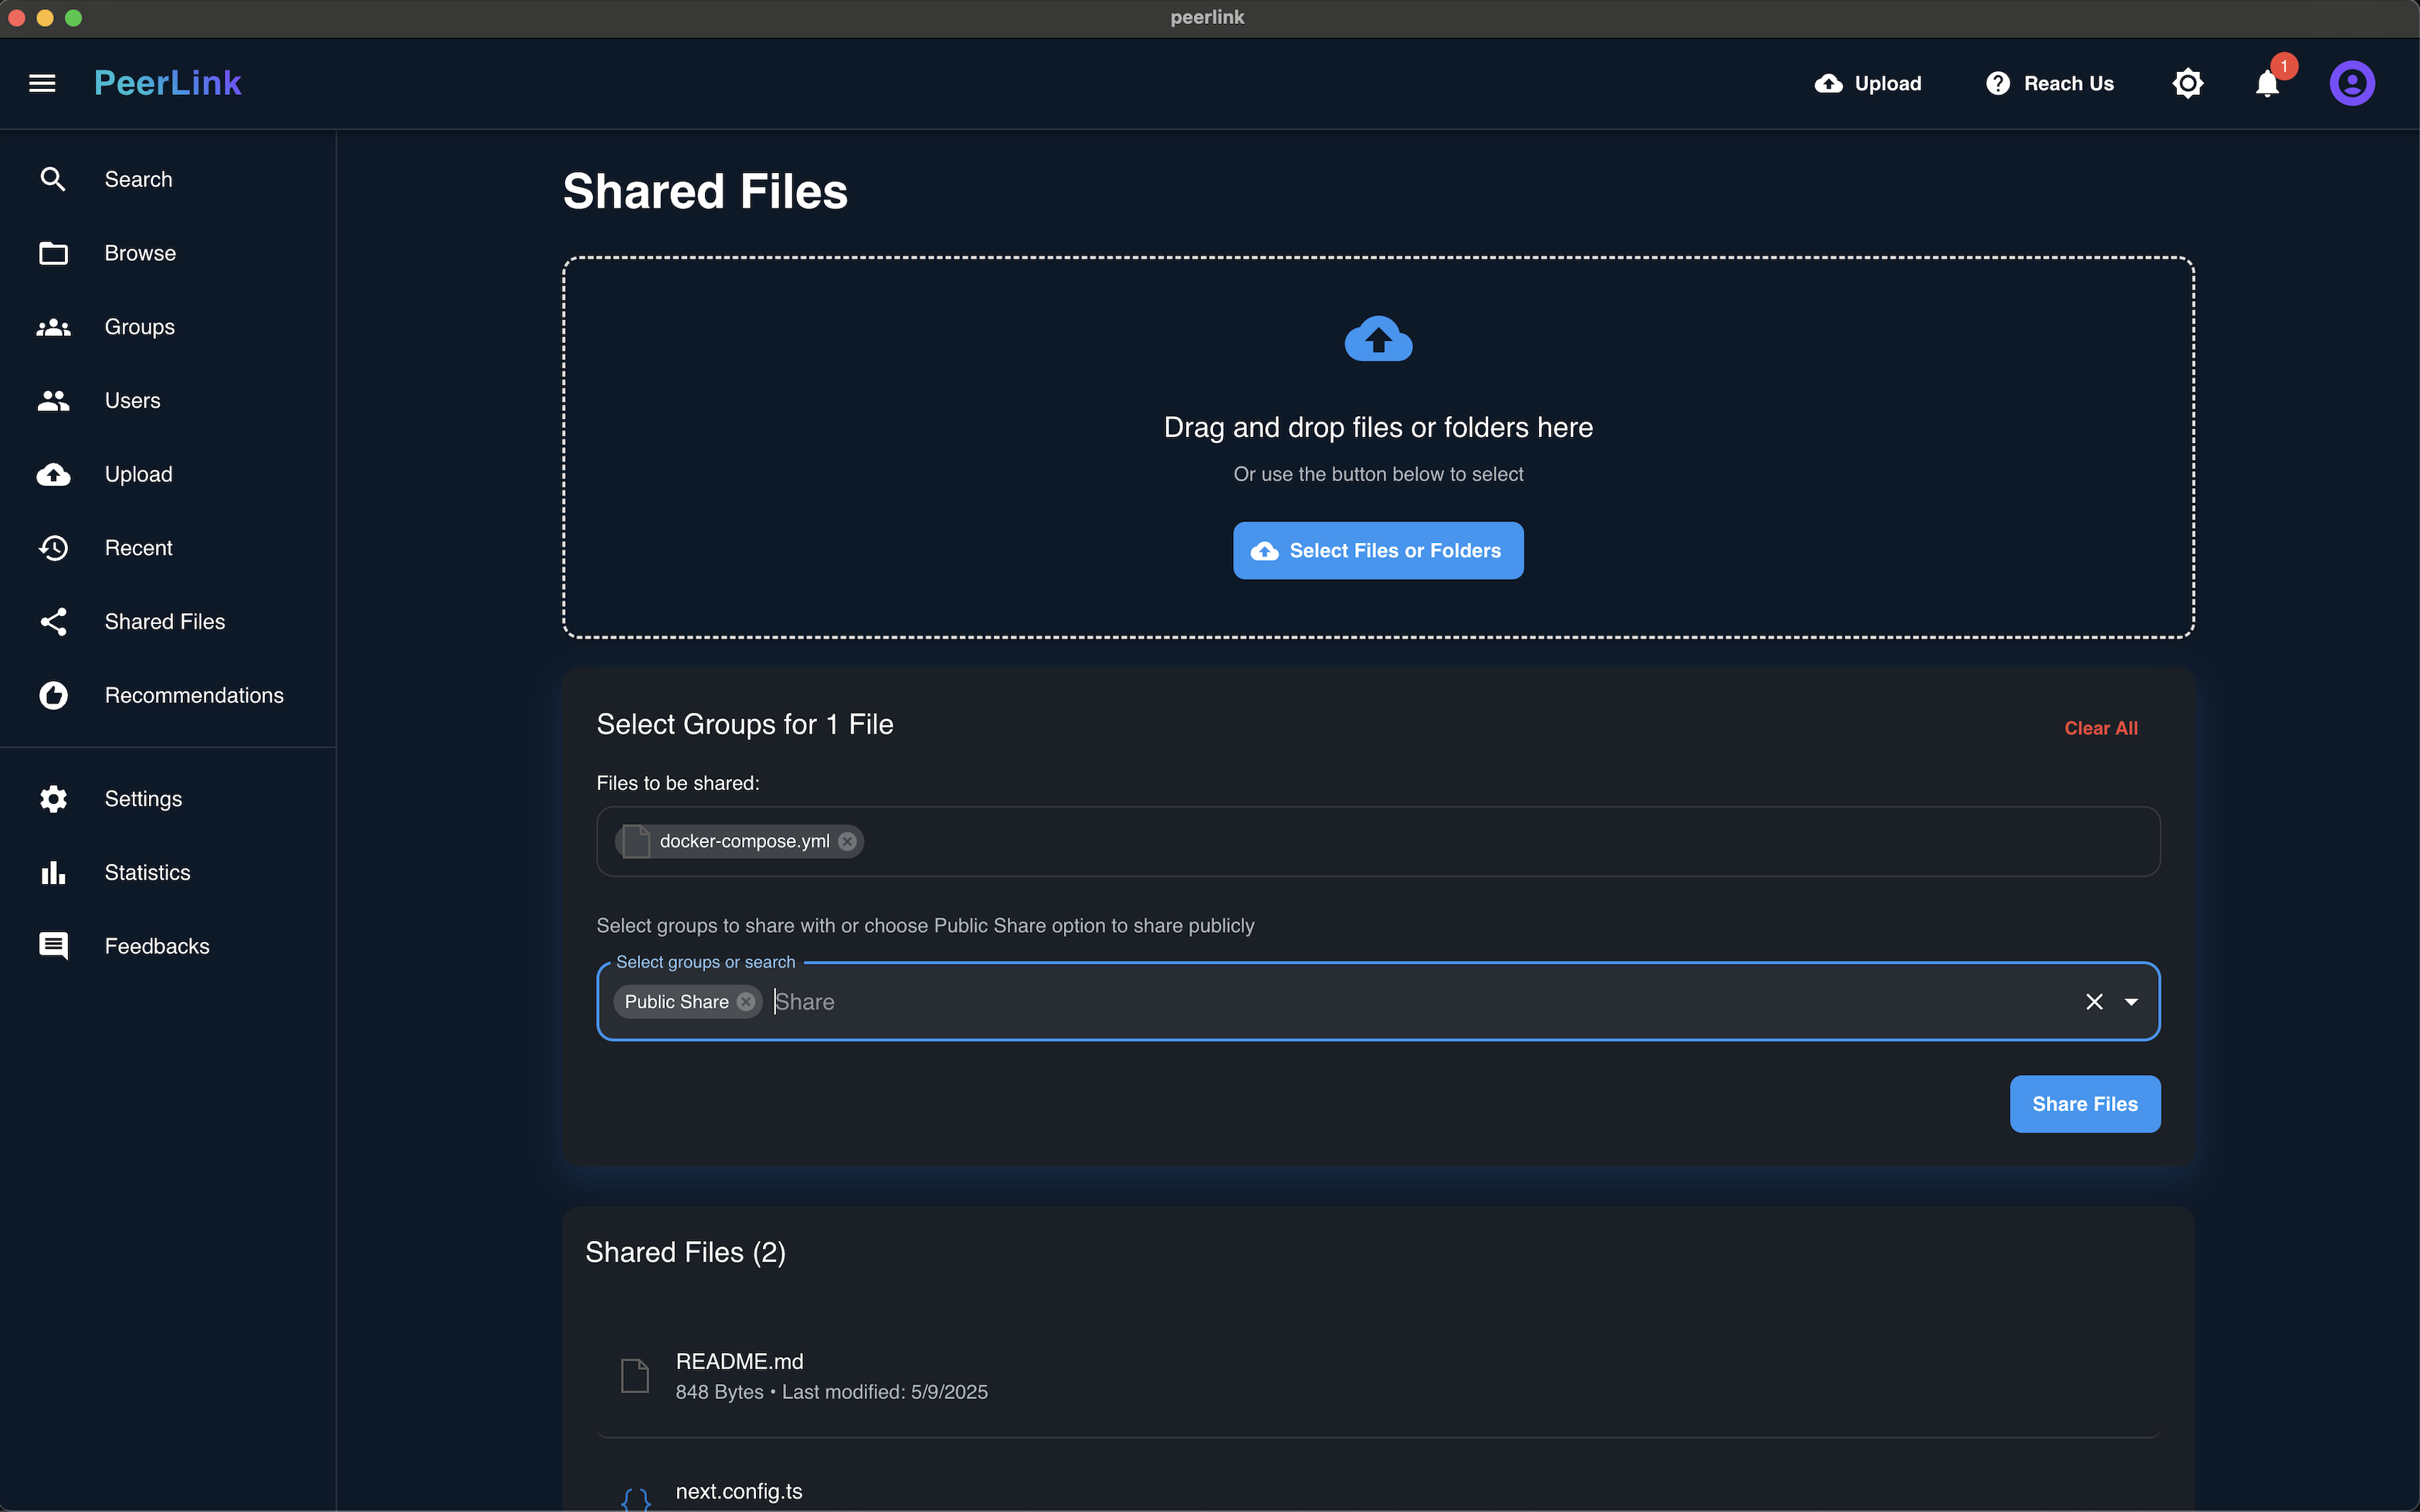 peerlink
PeerLink
Upload
Reach Us
1
Search
Browse
Groups
Users
Upload
Recent
Shared Files
Recommendations
Settings
Statistics
Feedbacks
Shared Files
Drag and drop files or folders here
Or use the button below to select
Select Files or Folders
Select Groups for 1 File
Clear All
Files to be shared:
docker-compose.yml
Select groups to share with or choose Public Share option to share publicly
Select groups or search
Public Share
Share
Share Files
Shared Files (2)
README.md
848 Bytes • Last modified: 5/9/2025
next.config.ts